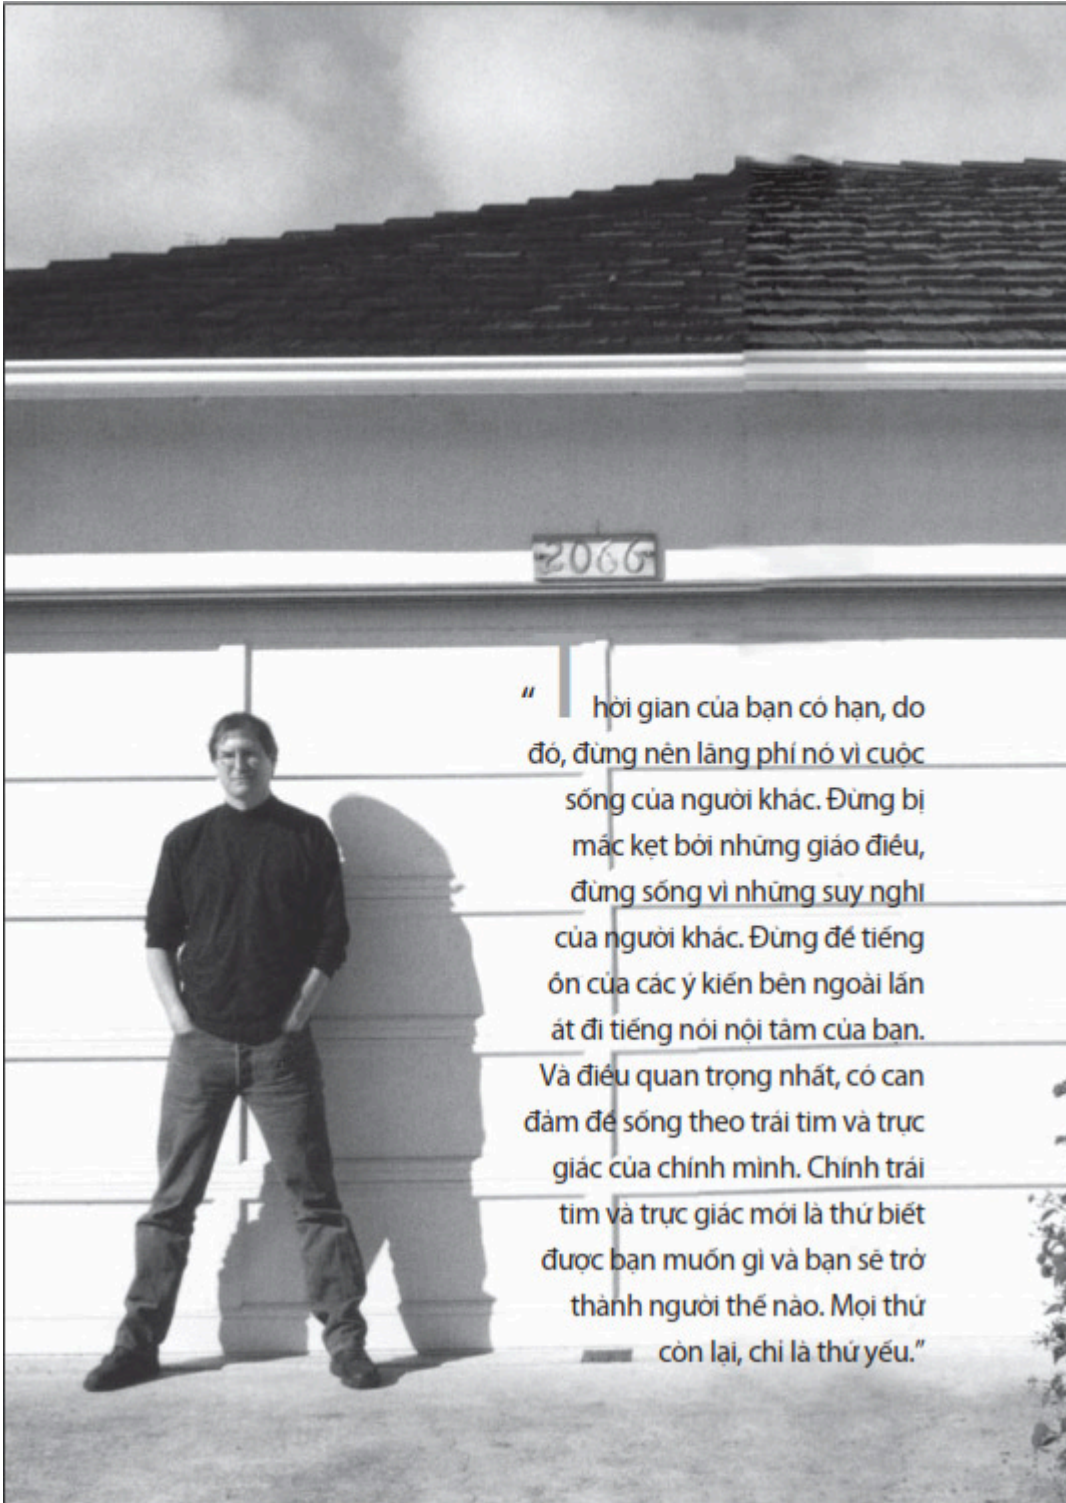 2066
“Thời gian của bạn có hạn, do
đó, đừng nên lãng phí nó vì cuộc
sống của người khác. Đừng bị
mắc kẹt bởi những giáo điều,
đừng sống vì những suy nghĩ
của người khác. Đừng để tiếng
ồn của các ý kiến bên ngoài lấn
át đi tiếng nói nội tâm của bạn.
Và điều quan trọng nhất, có can
đảm để sống theo trái tim và trực
giác của chính mình. Chính trái
tim và trực giác mới là thứ biết
được bạn muốn gì và bạn sẽ trở
thành người thế nào. Mọi thứ
còn lại, chỉ là thứ yếu.”